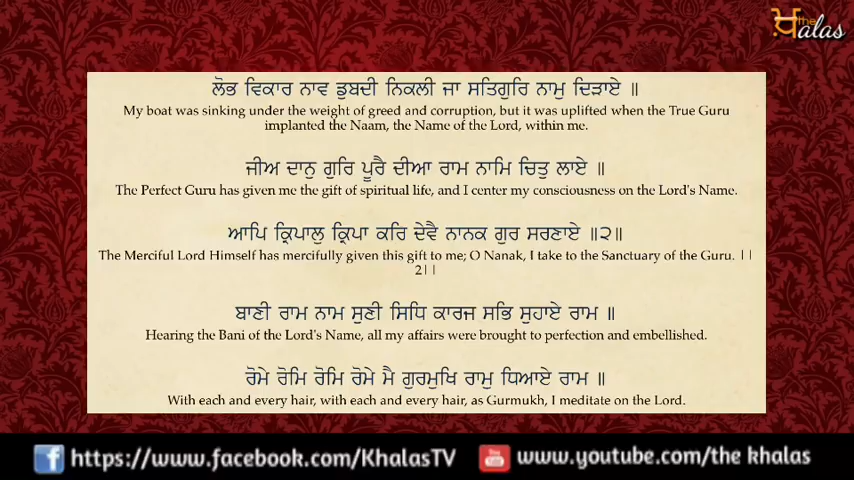 ਖ the alas
ਲੋਭ ਵਿਕਾਰ ਨਾਵ ਡੁਬਦੀ ਨਿਕਲੀ ਜਾ ਸਤਿਗੁਰਿ ਨਾਮੁ ਦਿੜਾਏ ॥
My boat was sinking under the weight of greed and corruption, but it was uplifted when the True Guru
implanted the Naam, the Name of the Lord, within me.
ਜੀਅ ਦਾਨੁ ਗੁਰਿ ਪੂਰੈ ਦੀਆ ਰਾਮ ਨਾਮਿ ਚਿਤੁ ਲਾਏ ॥
The Perfect Guru has given me the gift of spiritual life, and I center my consciousness on the Lord's Name.
ਆਪਿ ਕ੍ਰਿਪਾਲੁ ਕ੍ਰਿਪਾ ਕਰਿ ਦੇਵੈ ਨਾਨਕ ਗੁਰ ਸਰਣਾਏ ॥੨॥
The Merciful Lord Himself has mercifully given this gift to me; O Nanak, I take to the Sanctuary of the Guru. ||
2||
ਬਾਣੀ ਰਾਮ ਨਾਮ ਸੁਣੀ ਸਿਧਿ ਕਾਰਜ ਸਭਿ ਸੁਹਾਏ ਰਾਮ ॥
Hearing the Bani of the Lord's Name, all my affairs were brought to perfection and embellished.
ਰੋਮੇ ਰੋਮਿ ਰੋਮਿ ਰੋਮੇ ਮੈ ਗੁਰਮੁਖਿ ਰਾਮੁ ਧਿਆਏ ਰਾਮ ॥
With each and every hair, with each and every hair, as Gurmukh, I meditate on the Lord.
https://www.facebook.com/KhalasTV www.youtube.com/the khalas